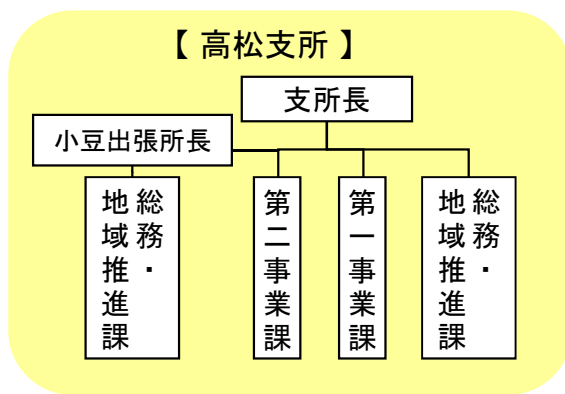 【 高松支所 】
支所長
小豆出張所長
総務・
地域推進課
第一事業課
第二事業課
総務・
地域推進課